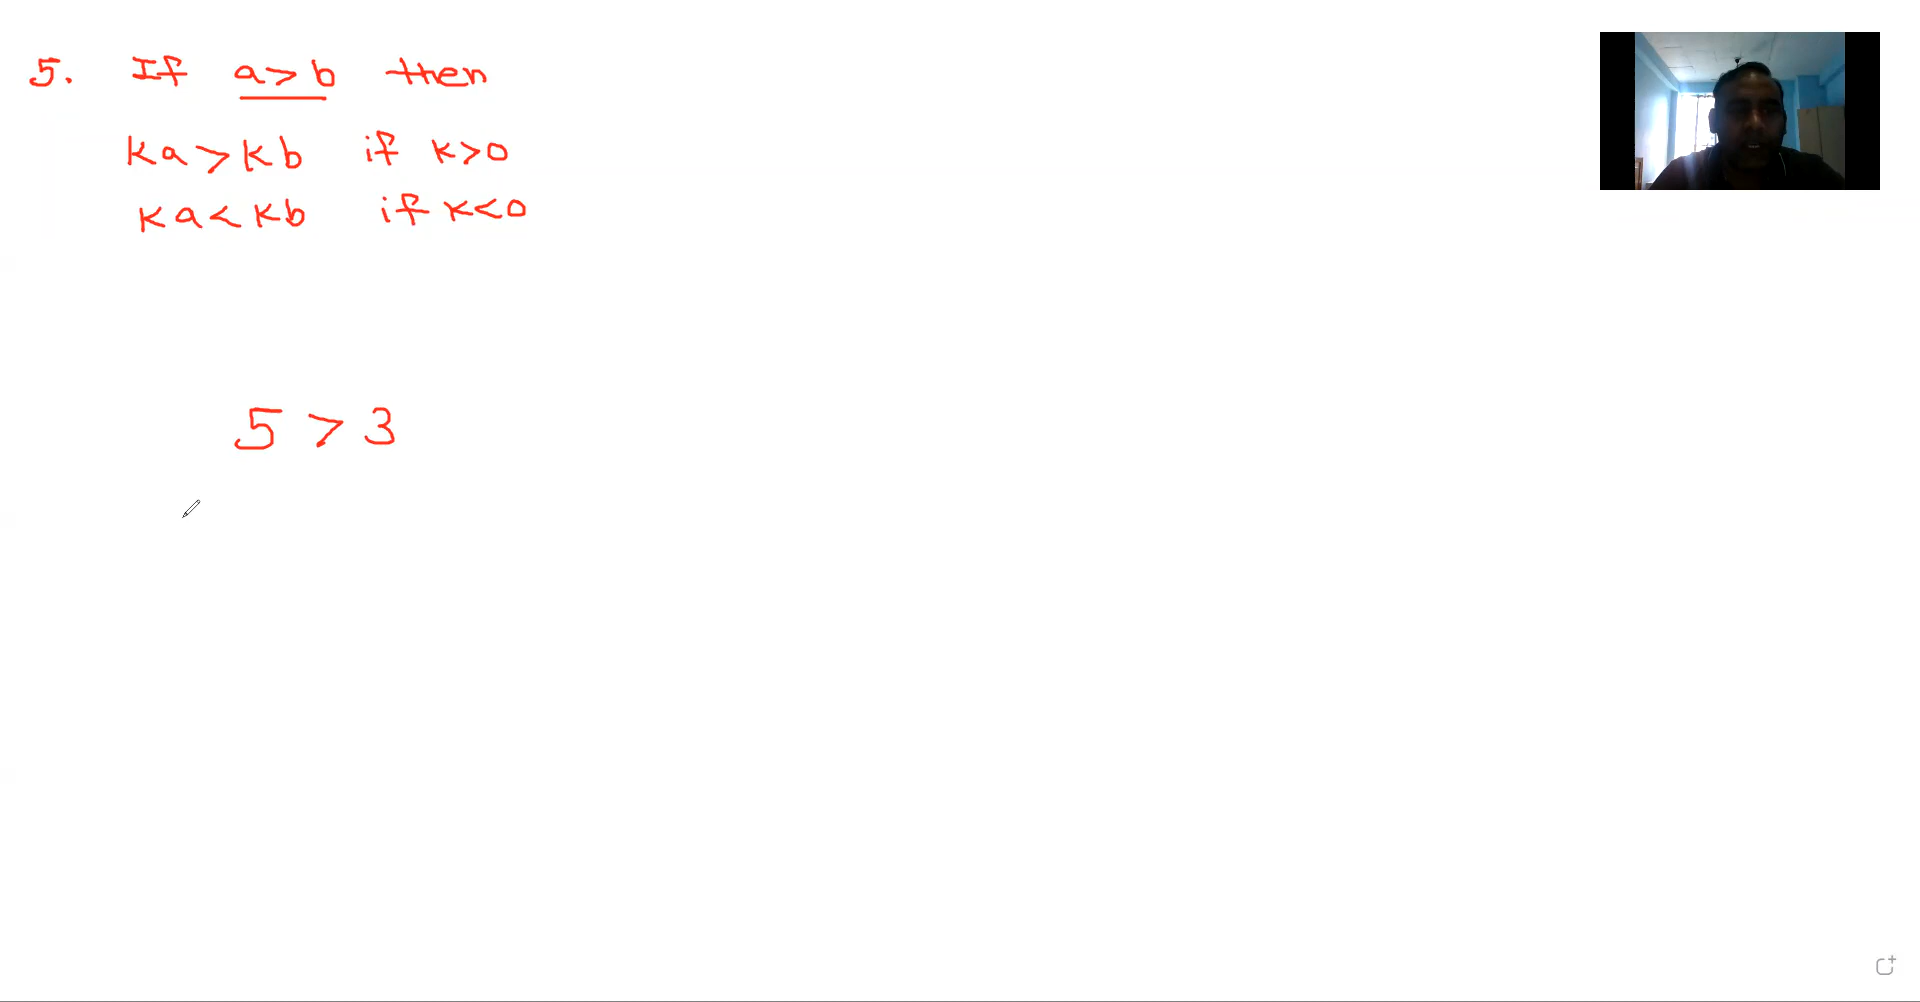 5. If a>b then
ka>kb if k>0
ka<kb if k<0
5 > 3